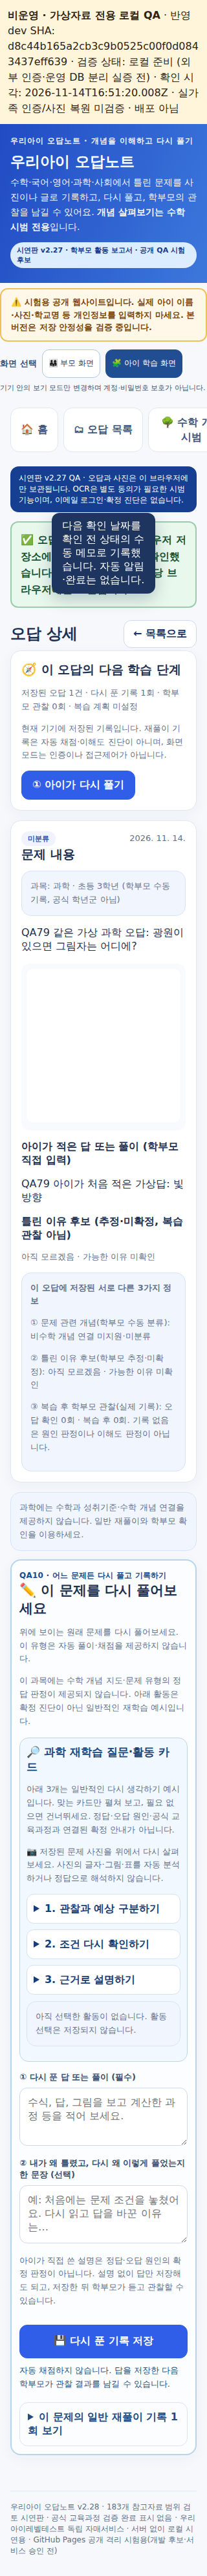 비운영 · 가상자료 전용 로컬 QA · 반영
dev SHA:
d8c44b165a2cb3c9b0525c00f0d084
3437eff639 · 검증 상태: 로컬 준비 (외
부 인증·운영 DB 분리 실증 전) · 확인 시
각: 2026-11-14T16:51:20.008Z · 실가
족 인증/사진 복원 미검증 · 배포 아님
우리아이 오답노트 · 개념을 이해하고 다시 풀기
우리아이 오답노트
수학·국어·영어·과학·사회에서 틀린 문제를 사
진이나 글로 기록하고, 다시 풀고, 학부모의 관
찰을 남길 수 있어요. 개념 살펴보기는 수학
시범 전용입니다.
시연판 v2.27 · 학부모 활동 보고서 · 공개 QA 시험
후보
⚠️ 시험용 공개 웹사이트입니다. 실제 아이 이름
·사진·학교명 등 개인정보를 입력하지 마세요. 본
버전은 저장 안정성을 검증 중입니다.
화면 선택
👨‍👩‍👧 부모 화면
🧩 아이 학습 화면
기기 안의 보기 모드만 변경하며 계정·비밀번호 보호가 아닙니다.
🏠 홈
🗂 오답 목록
🌳 수학 개
시범
시연판 v2.27 QA · 오답과 사진은 이 브라우저에
만 보관됩니다. OCR은 별도 동의가 필요한 시범
기능이며, 이메일 로그인·확정 진단은 없습니다.
다음 확인 날짜를
확인 전 상태의 수
동 메모로 기록했
습니다. 자동 알림
·완료는 없습니다.
오답 상세
← 목록으로
🧭 이 오답의 다음 학습 단계
저장된 오답 1건 · 다시 푼 기록 1회 · 학부
모 관찰 0회 · 복습 계획 미설정
현재 기기에 저장된 기록입니다. 재풀이 기
록은 자동 채점·이해도 진단이 아니며, 화면
모드는 인증이나 접근제어가 아닙니다.
① 아이가 다시 풀기
미분류
2026. 11. 14.
문제 내용
과목: 과학 · 초등 3학년 (학부모 수동
기록, 공식 학년군 아님)
QA79 같은 가상 과학 오답: 광원이
있으면 그림자는 어디에?
아이가 적은 답 또는 풀이 (학부모
직접 입력)
QA79 아이가 처음 적은 가상답: 빛
방향
틀린 이유 후보 (추정·미확정, 복습
관찰 아님)
아직 모르겠음 · 가능한 이유 미확인
이 오답에 저장된 서로 다른 3가지 정
보
① 문제 관련 개념(학부모 수동 분류):
비수학 개념 연결 미지원·미분류
② 틀린 이유 후보(학부모 추정·미확
정): 아직 모르겠음 · 가능한 이유 미확
인
③ 복습 후 학부모 관찰(실제 기록): 오
답 확인 0회 · 복습 후 0회. 기록 없음
은 원인 판정이나 이해도 판정이 아닙
니다.
과학에는 수학과 성취기준·수학 개념 연결을
제공하지 않습니다. 일반 재풀이와 학부모 확
인을 이용하세요.
QA10 · 어느 문제든 다시 풀고 기록하기
✏️ 이 문제를 다시 풀어보
세요
위에 보이는 원래 문제를 다시 풀어보세요.
이 유형은 자동 풀이·채점을 제공하지 않습니
다.
이 과목에는 수학 개념 지도·문제 유형의 정
답 판정이 제공되지 않습니다. 아래 활동은
확정 진단이 아닌 일반적인 재학습 예시입니
다.
🔎 과학 재학습 질문·활동 카
드
아래 3개는 일반적인 다시 생각하기 예시
입니다. 맞는 카드만 펼쳐 보고, 필요 없
으면 건너뛰세요. 정답·오답 원인·공식 교
육과정과 연결된 확정 안내가 아닙니다.
📷 저장된 문제 사진을 위에서 다시 살펴
보세요. 사진의 글자·그림·표를 자동 분석
하거나 정답으로 해석하지 않습니다.
▶ 1. 관찰과 예상 구분하기
▶ 2. 조건 다시 확인하기
▶ 3. 근거로 설명하기
아직 선택한 활동이 없습니다. 활동
선택은 저장되지 않습니다.
① 다시 푼 답 또는 풀이 (필수)
수식, 답, 그림을 보고 계산한 과
정 등을 적어 보세요.
② 내가 왜 틀렸고, 다시 왜 이렇게 풀었는지
한 문장 (선택)
예: 처음에는 문제 조건을 놓쳤어
요. 다시 읽고 답을 바꾼 이유
는…
아이가 직접 쓴 설명은 정답·오답 원인의 확
정 판정이 아닙니다. 설명 없이 답만 저장해
도 되고, 저장한 뒤 학부모가 듣고 관찰할 수
있습니다.
💾 다시 푼 기록 저장
자동 채점하지 않습니다. 답을 저장한 다음
학부모가 관찰 결과를 남길 수 있습니다.
▶ 이 문제의 일반 재풀이 기록 1
회 보기
우리아이 오답노트 v2.28 · 183개 참고자료 범위 검
토 시연판 · 공식 교육과정 검증 완료 표시 없음 · 우리
아이레벨테스트 독립 자매서비스 · 서버 없이 로컬 시
연용 · GitHub Pages 공개 격리 시험용(개발 후보·서
비스 승인 전)